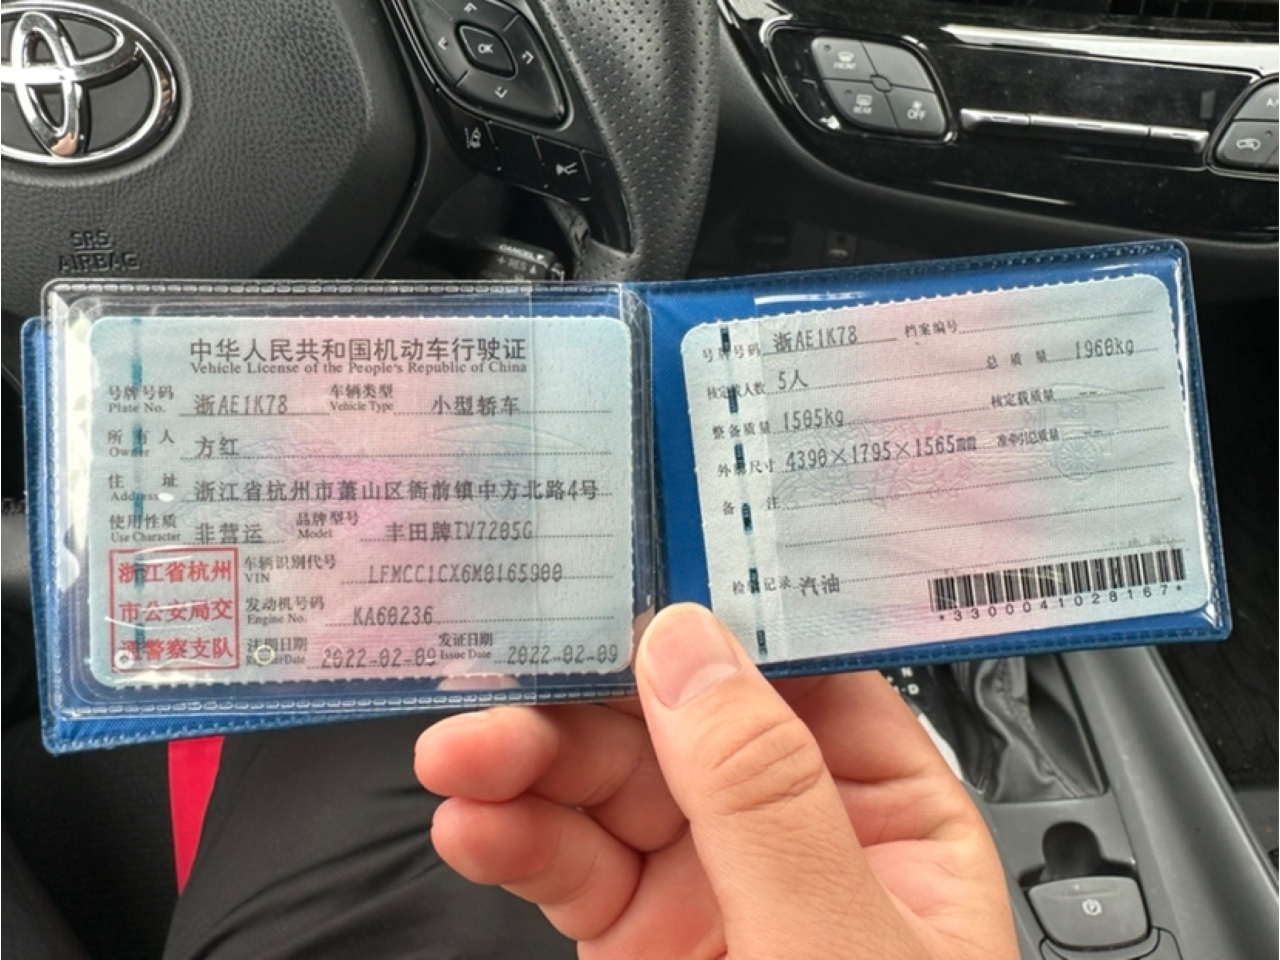 OK
FRONT
REAR
OFF
SRS
AIRBAG
CANCEL
中华人民共和国机动车行驶证
Vehicle License of the People's Republic of China
号牌号码 浙AE1K78 车辆类型 小型轿车
Plate No. Vehicle Type
所有人 方红
Owner
住址 浙江省杭州市萧山区衙前镇中方北路4号
Address
使用性质 非营运 品牌型号 丰田牌TV7205G
Use Character Model
浙江省杭州
市公安局交
通警察支队
车辆识别代号 LFMCC1CX6M0165900
VIN
发动机号码 KA60236
Engine No.
注册日期 2022-02-09 发证日期 2022-02-09
Issue Date
号牌号码 浙AE1K78 档案编号
核定载人数 5人 总质量 1960kg
整备质量 1505kg 核定载质量 --
外廓尺寸 4390×1795×1565 准牵引总质量 --
备注
检验记录 汽油
*3300041028167*
N